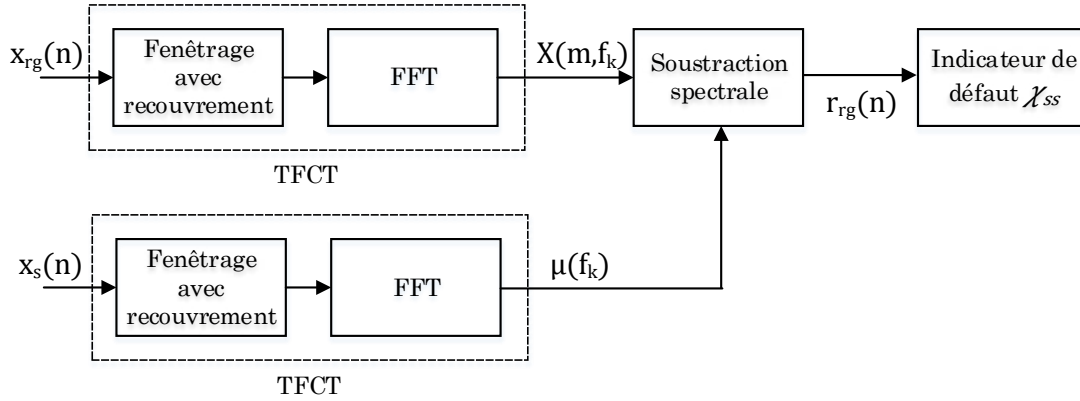 x_rg(n)
Fenêtrage
avec
recouvrement
FFT
X(m,f_k)
Soustraction
spectrale
r_rg(n)
Indicateur de
défaut χ_ss
TFCT
x_s(n)
Fenêtrage
avec
recouvrement
FFT
μ(f_k)
TFCT